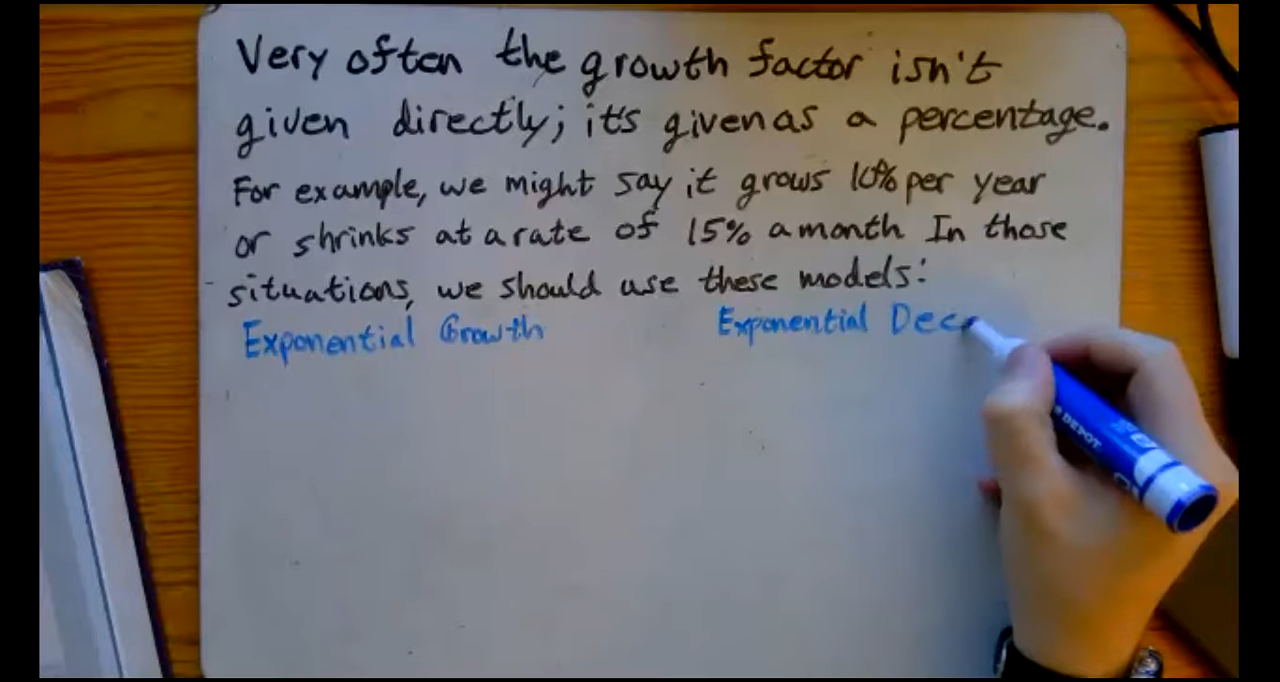 Very often the growth factor isn't
given directly; it's given as a percentage.
For example, we might say it grows 10% per year
or shrinks at a rate of 15% a month In those
situations, we should use these models:
Exponential Growth
Exponential Dec
DEPOT